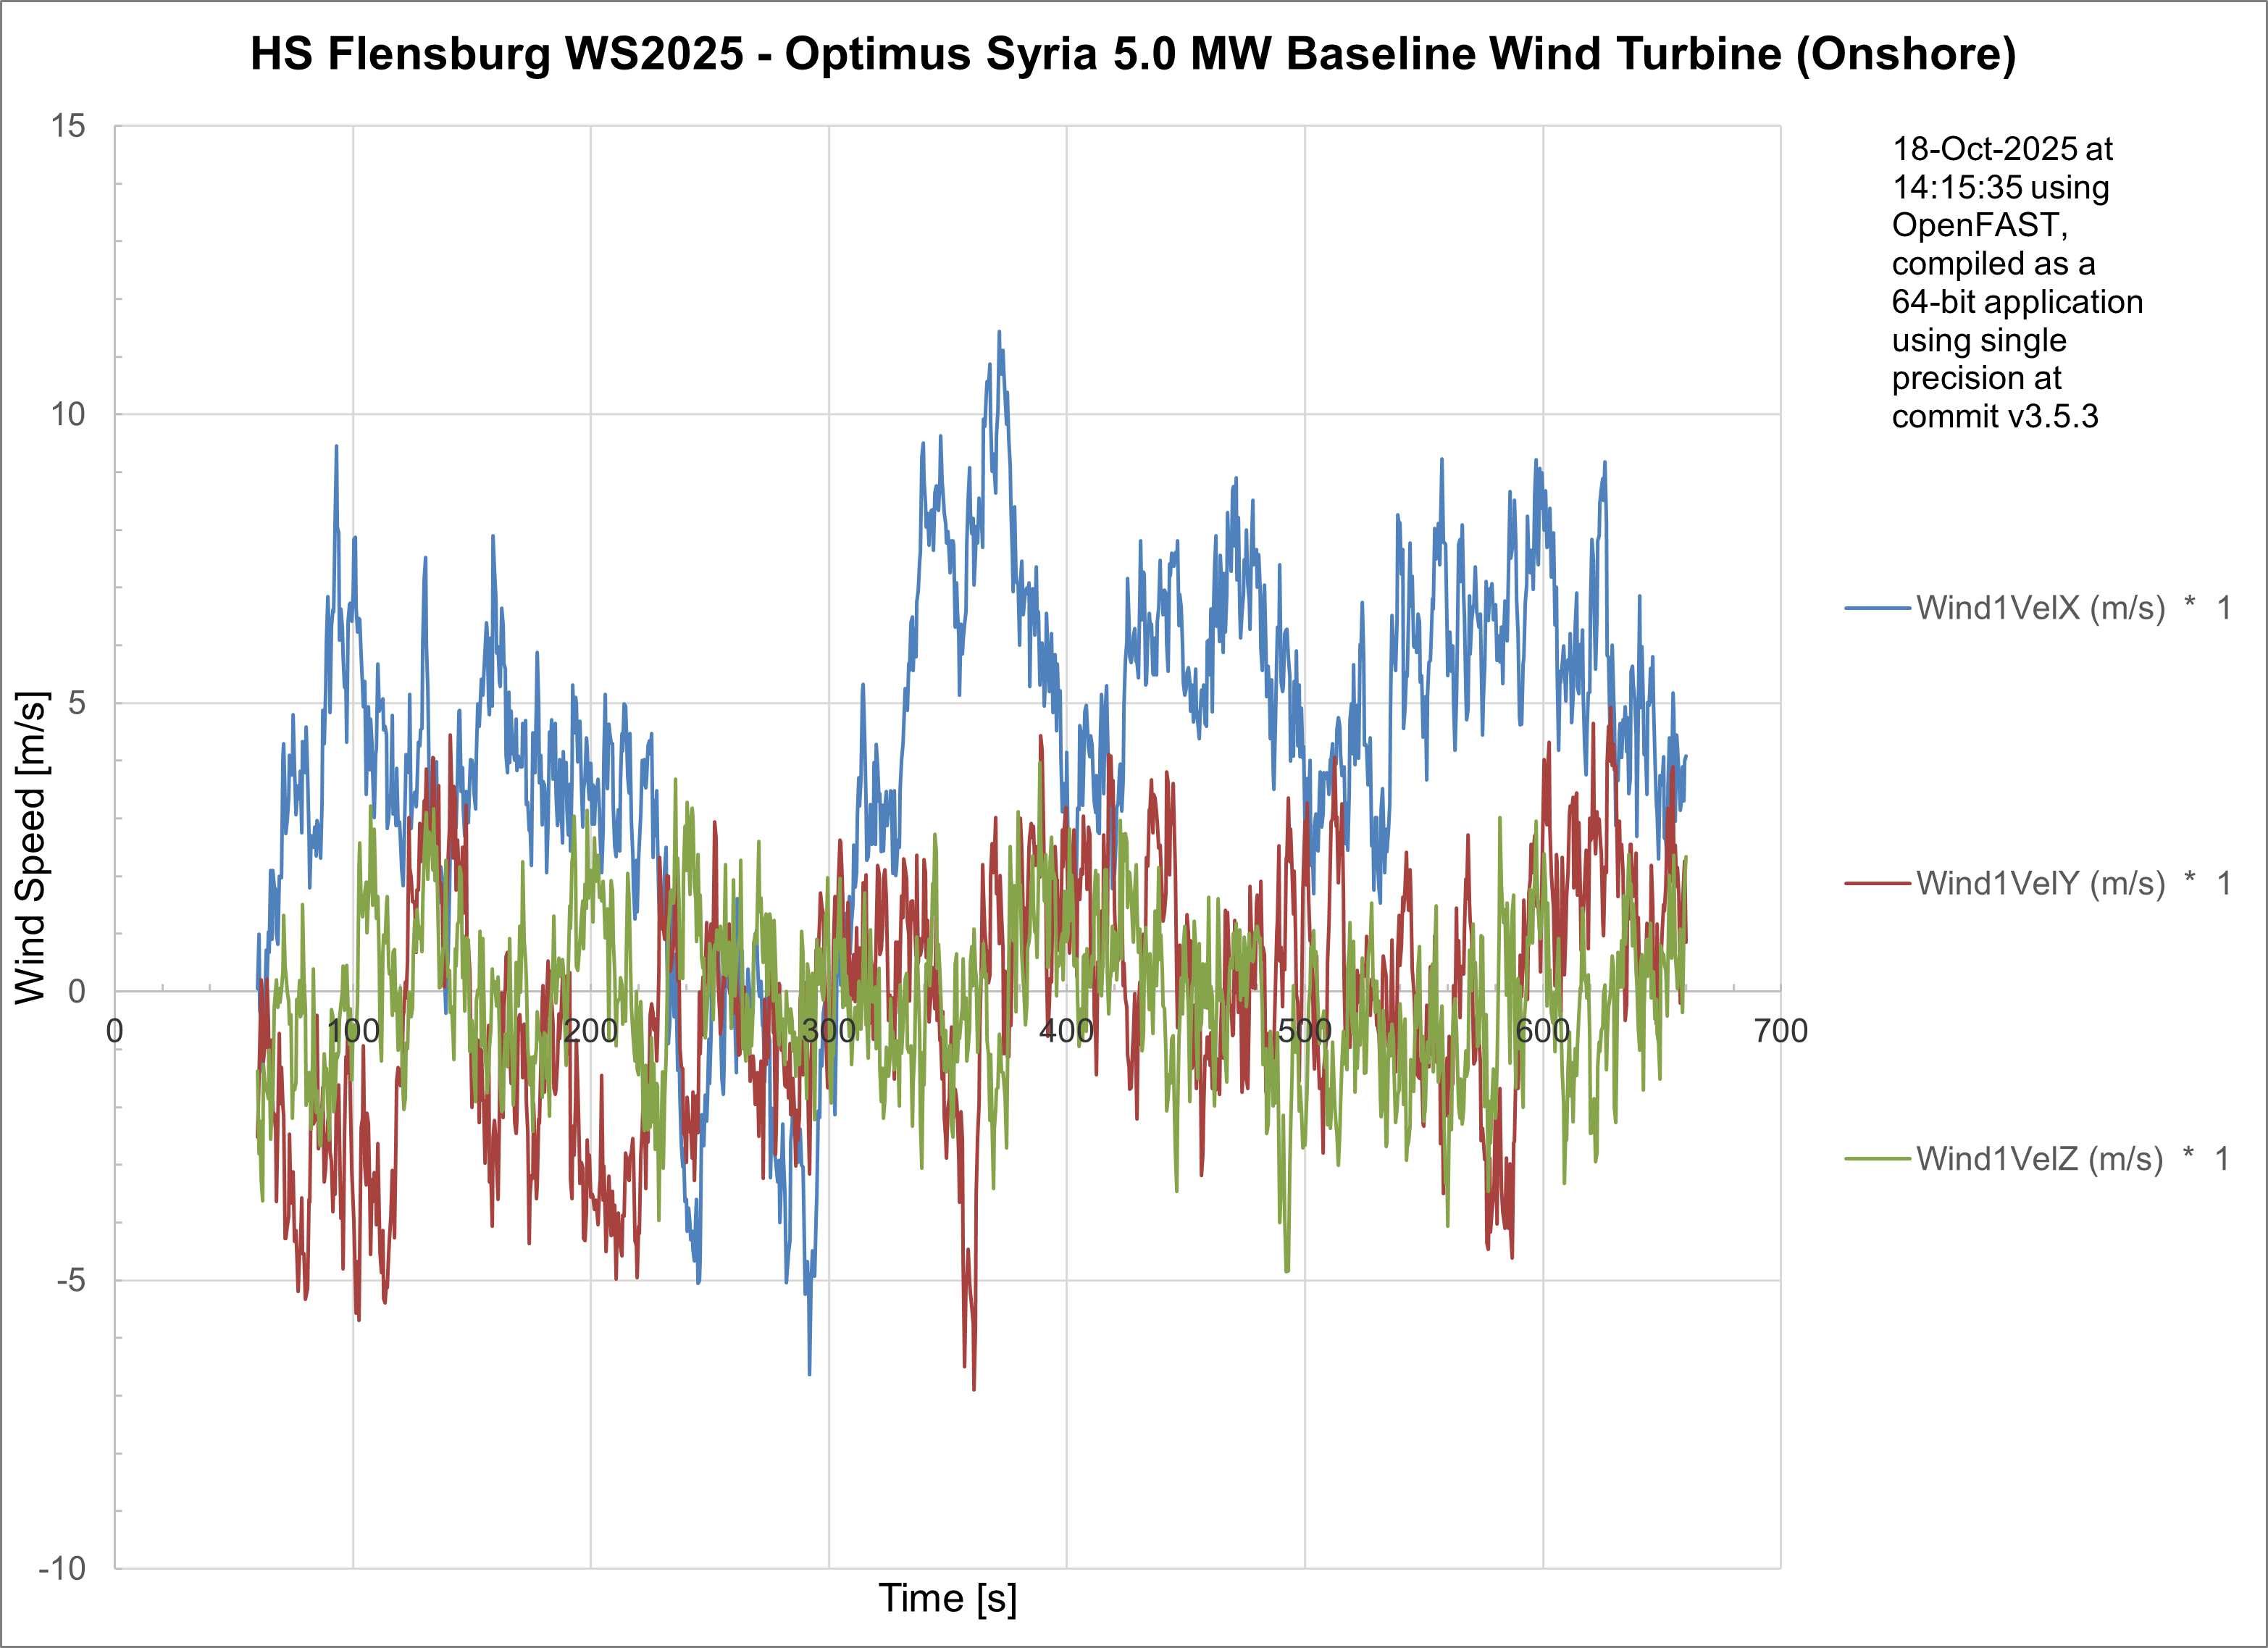 HS Flensburg WS2025 - Optimus Syria 5.0 MW Baseline Wind Turbine (Onshore)
15
10
5
0
-5
-10
Wind Speed [m/s]
0 100 200 300 400 500 600 700
Time [s]
18-Oct-2025 at
14:15:35 using
OpenFAST,
compiled as a
64-bit application
using single
precision at
commit v3.5.3
Wind1VelX (m/s) * 1
Wind1VelY (m/s) * 1
Wind1VelZ (m/s) * 1